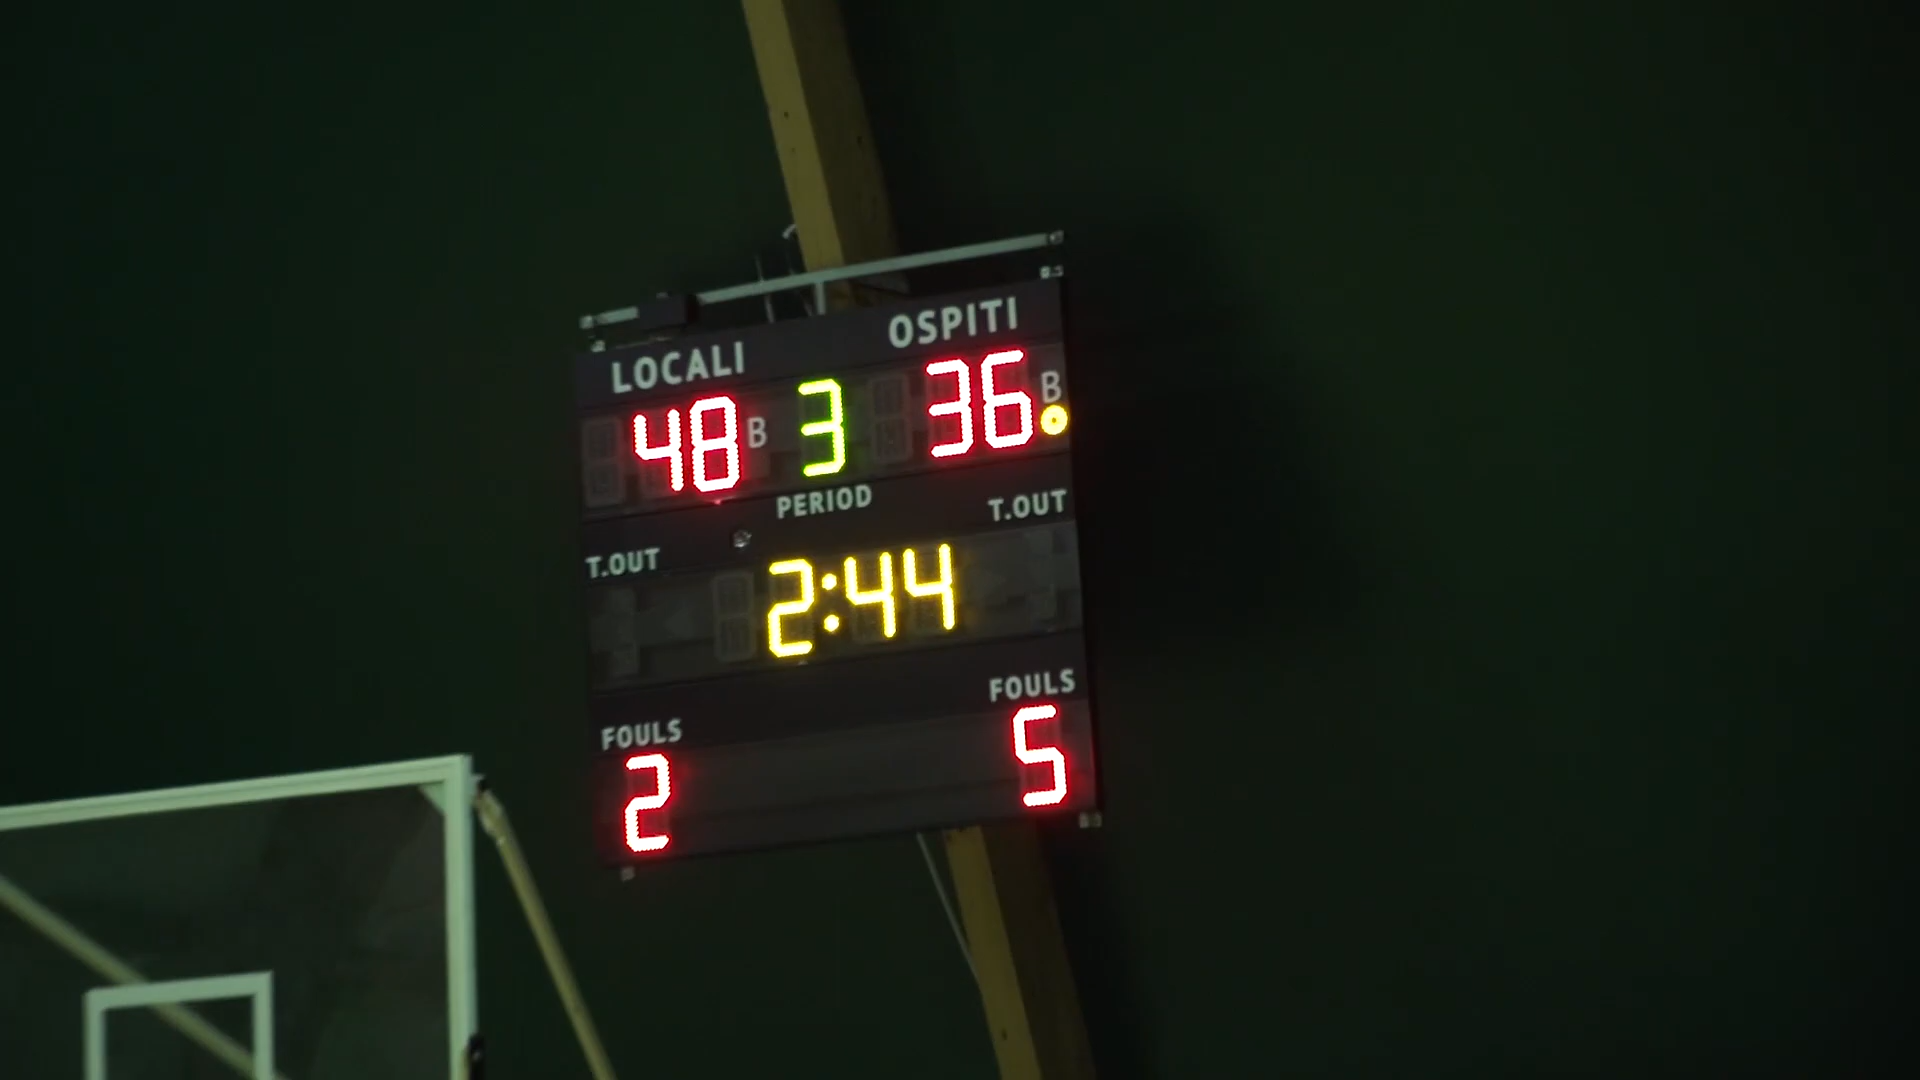 LOCALI OSPITI
48 B 3 36 B
PERIOD
T.OUT T.OUT
2:44
FOULS FOULS
2 5